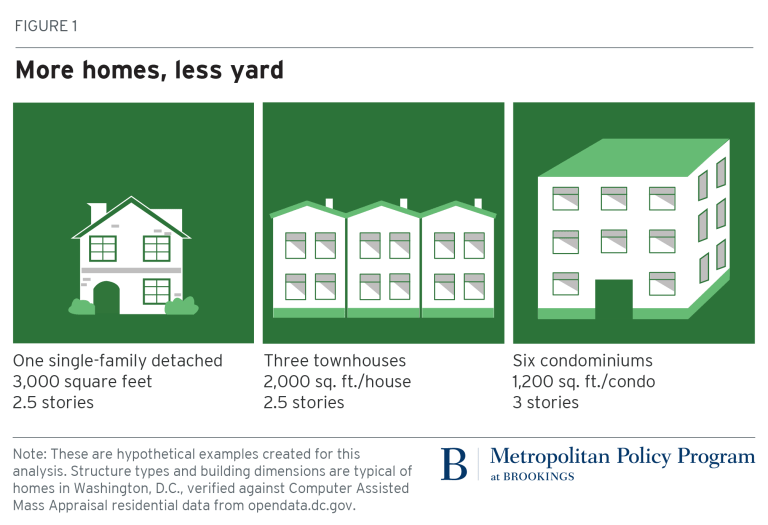 FIGURE 1
More homes, less yard
One single-family detached
3,000 square feet
2.5 stories
Three townhouses
2,000 sq. ft./house
2.5 stories
Six condominiums
1,200 sq. ft./condo
3 stories
Note: These are hypothetical examples created for this
analysis. Structure types and building dimensions are typical of
homes in Washington, D.C., verified against Computer Assisted
Mass Appraisal residential data from opendata.dc.gov.
B
Metropolitan Policy Program
at BROOKINGS